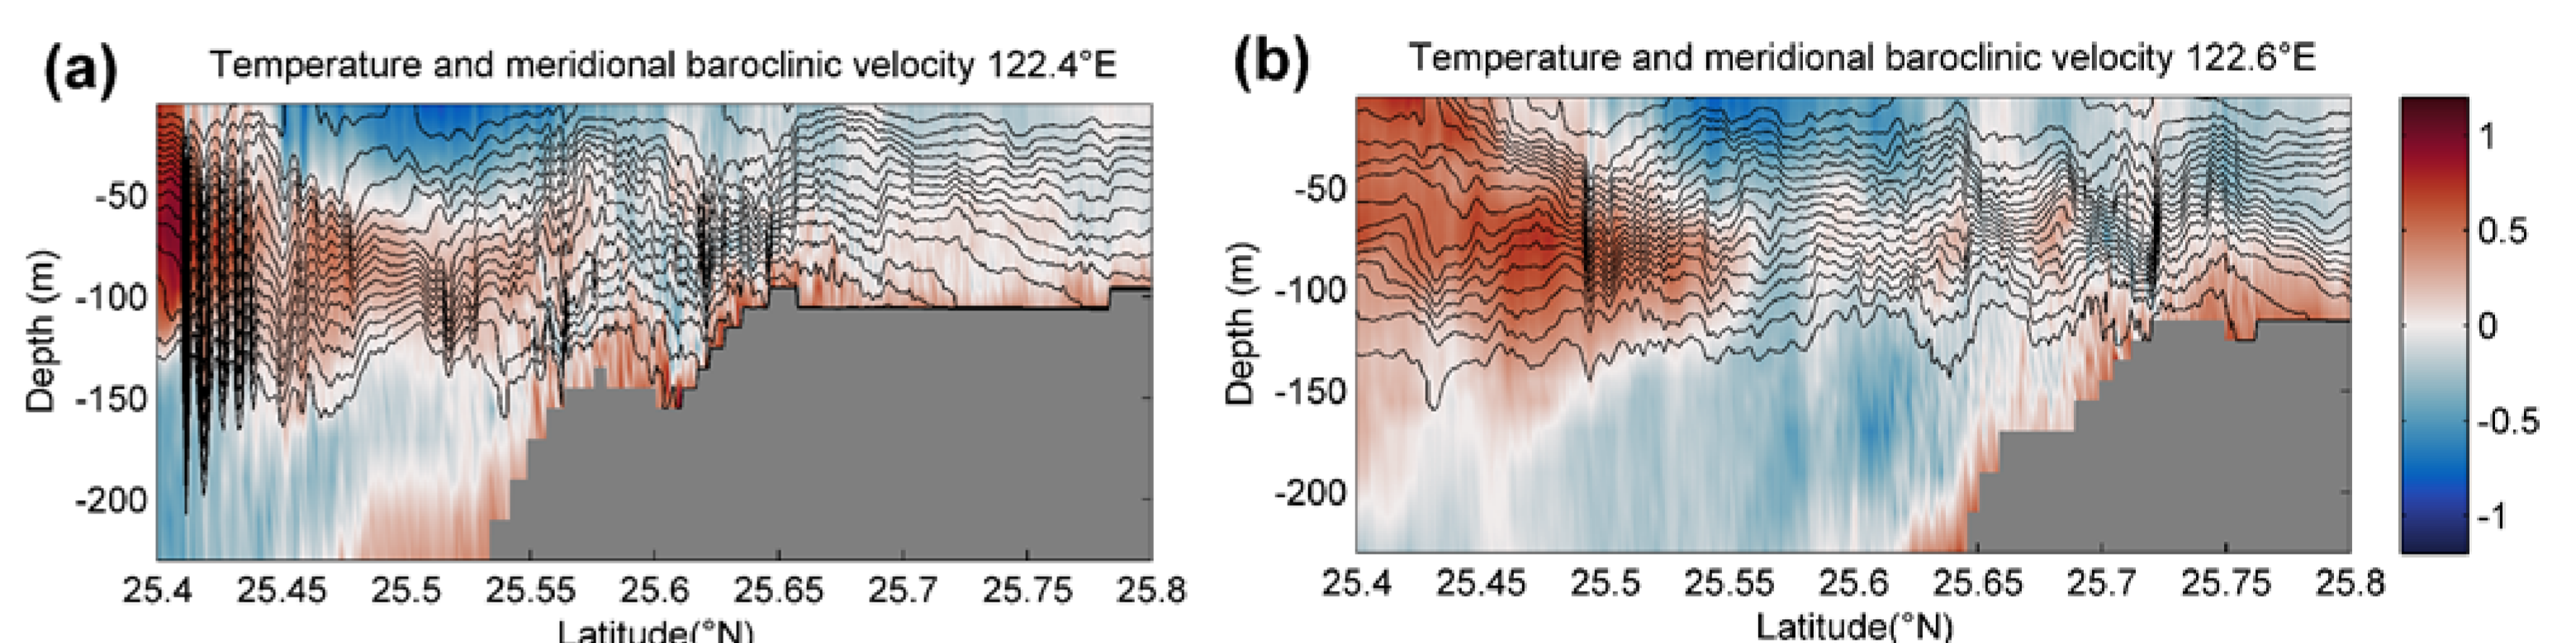 (a)
Temperature and meridional baroclinic velocity 122.4°E
Depth (m)
-50
-100
-150
-200
25.4 25.45 25.5 25.55 25.6 25.65 25.7 25.75 25.8
Latitude(°N)
(b)
Temperature and meridional baroclinic velocity 122.6°E
Depth (m)
-50
-100
-150
-200
25.4 25.45 25.5 25.55 25.6 25.65 25.7 25.75 25.8
Latitude(°N)
1
0.5
0
-0.5
-1